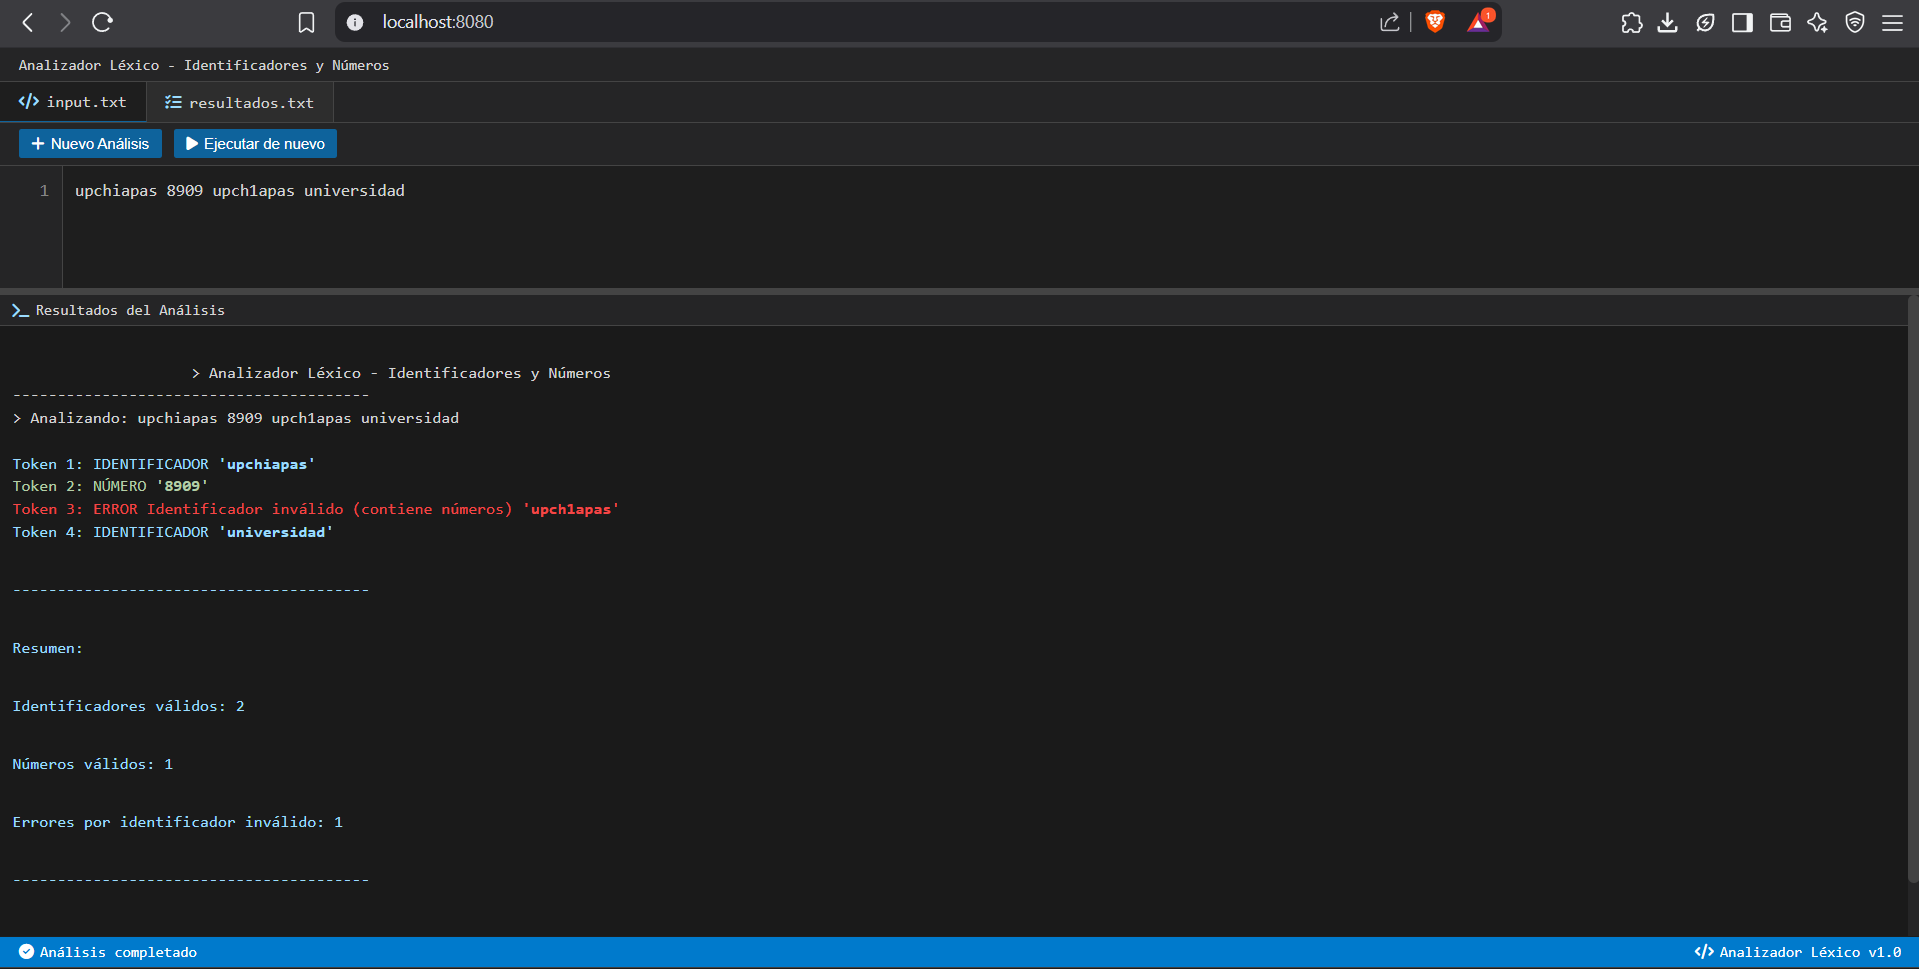 localhost:8080
1
Analizador Léxico - Identificadores y Números
input.txt
resultados.txt
Nuevo Análisis
Ejecutar de nuevo
1 upchiapas 8909 upch1apas universidad
Resultados del Análisis
> Analizador Léxico - Identificadores y Números
----------------------------------------
> Analizando: upchiapas 8909 upch1apas universidad
Token 1: IDENTIFICADOR 'upchiapas'
Token 2: NÚMERO '8909'
Token 3: ERROR Identificador inválido (contiene números) 'upch1apas'
Token 4: IDENTIFICADOR 'universidad'
----------------------------------------
Resumen:
Identificadores válidos: 2
Números válidos: 1
Errores por identificador inválido: 1
----------------------------------------
Análisis completado
Analizador Léxico v1.0